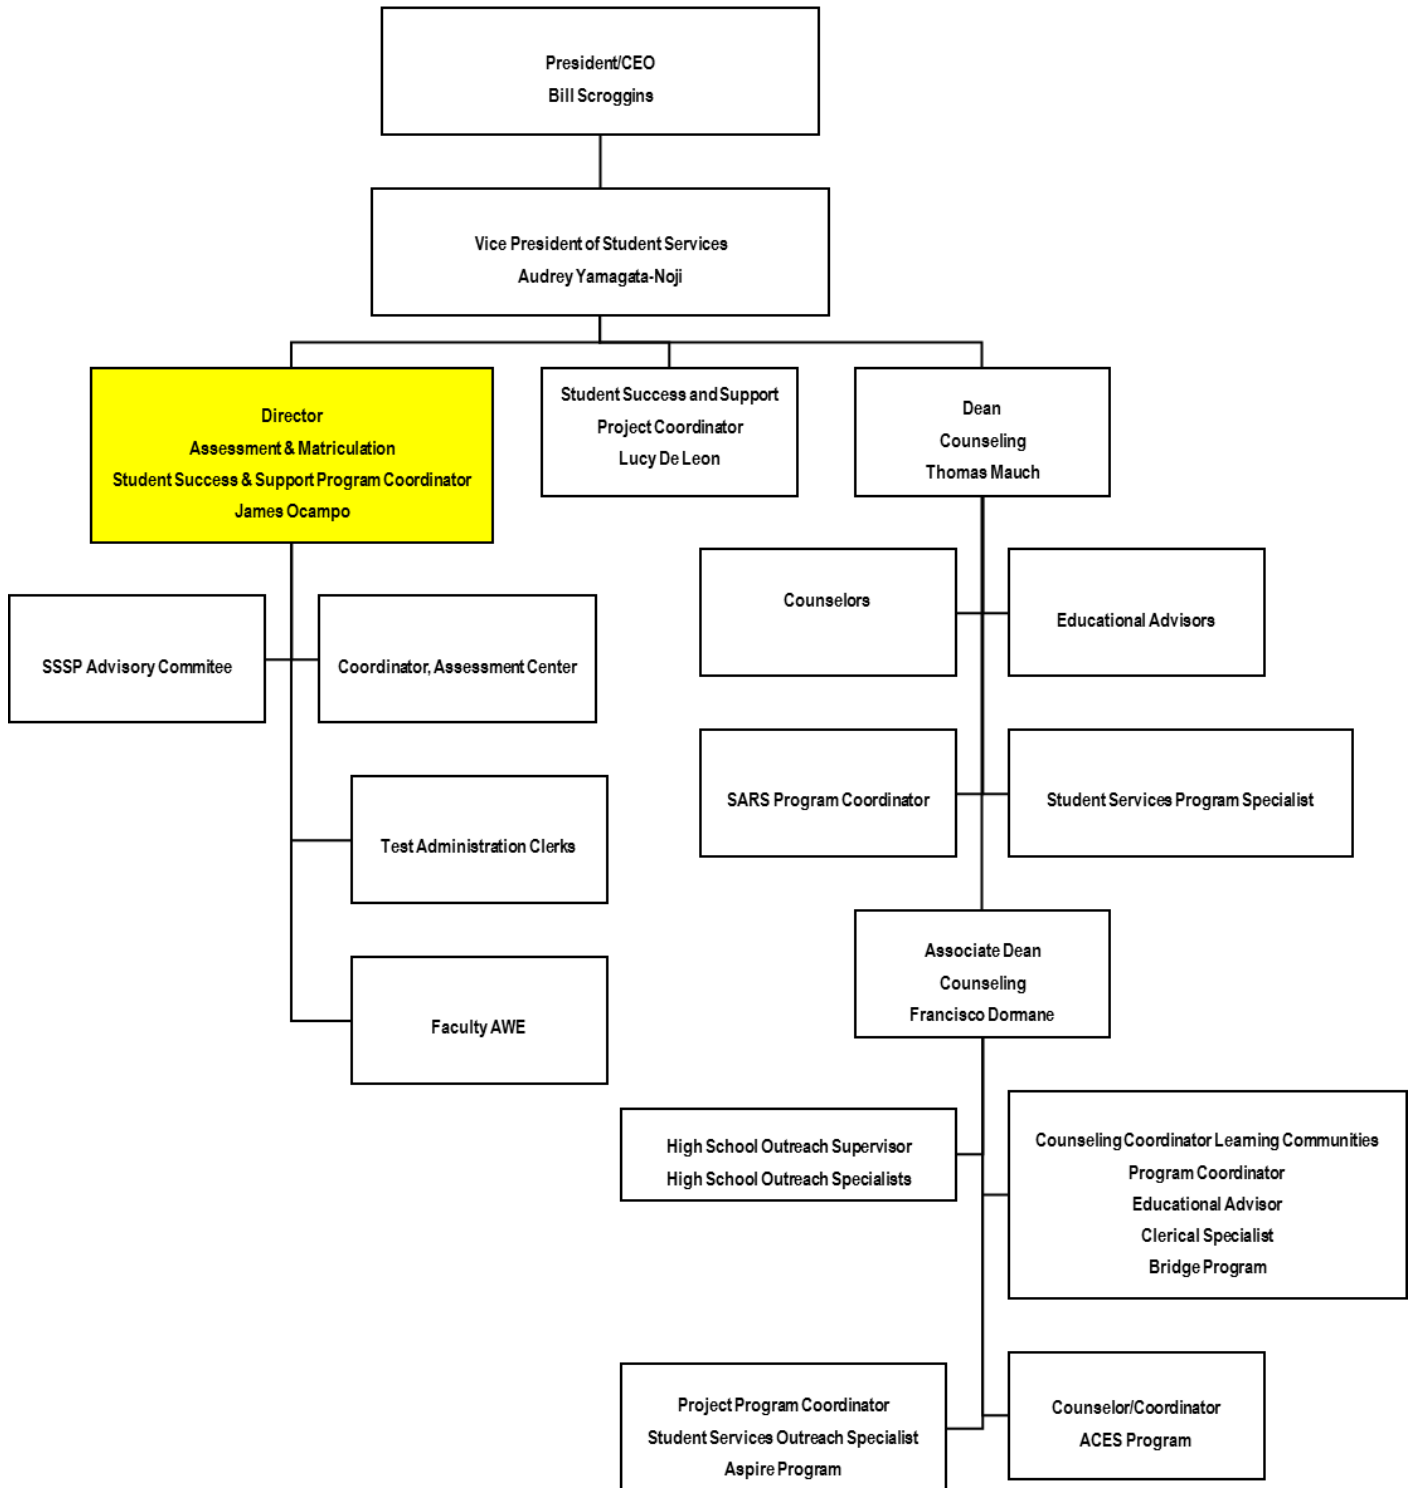 President/CEO
Bill Scroggins
Vice President of Student Services
Audrey Yamagata-Noji
Director
Assessment & Matriculation
Student Success & Support Program Coordinator
James Ocampo
Student Success and Support
Project Coordinator
Lucy De Leon
Dean
Counseling
Thomas Mauch
Counselors
Educational Advisors
SSSP Advisory Commitee
Coordinator, Assessment Center
SARS Program Coordinator
Student Services Program Specialist
Test Administration Clerks
Associate Dean
Counseling
Francisco Dormane
Faculty AWE
High School Outreach Supervisor
High School Outreach Specialists
Counseling Coordinator Learning Communities
Program Coordinator
Educational Advisor
Clerical Specialist
Bridge Program
Project Program Coordinator
Student Services Outreach Specialist
Aspire Program
Counselor/Coordinator
ACES Program